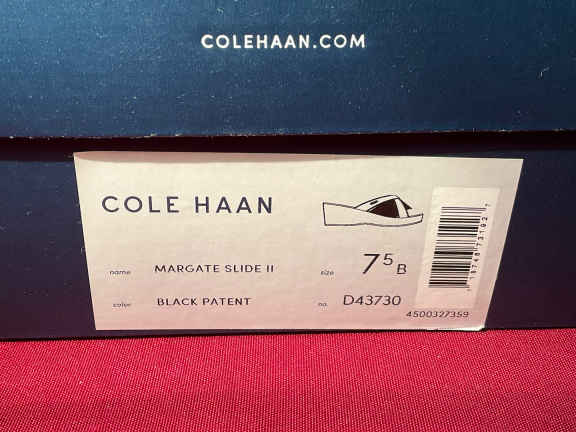 COLEHAAN.COM
COLE HAAN
name MARGATE SLIDE II
size 7 5 B
color BLACK PATENT
no. D43730
4500327359